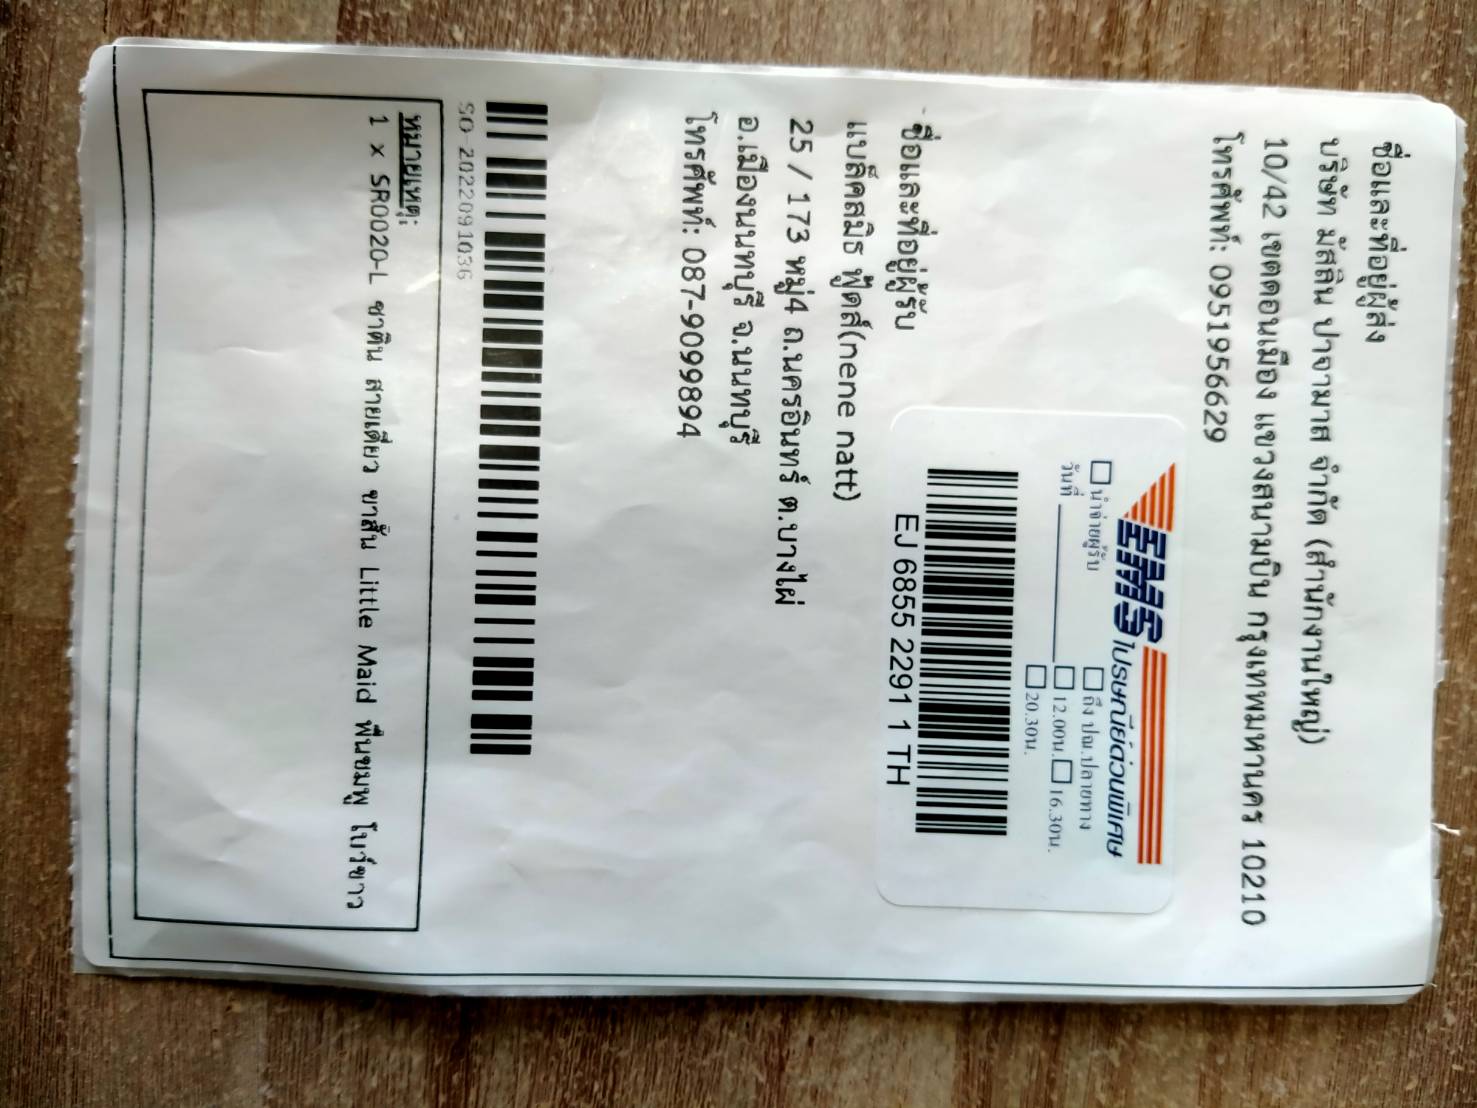 ชื่อและที่อยู่ผู้ส่ง
บริษัท มัสลิน ปาจามาส จำกัด (สำนักงานใหญ่)
10/42 เขตดอนเมือง แขวงสนามบิน กรุงเทพมหานคร 10210
โทรศัพท์: 0951956629
EMS ไปรษณีย์ด่วนพิเศษ
นำจ่ายผู้รับ
ถึง ปณ.ปลายทาง
วันที่
12.00น.
16.30น.
20.30น.
EJ 6855 2291 1 TH
ชื่อและที่อยู่ผู้รับ
แบล็คสมิธ ฟู้ดส์(nene natt)
25 / 173 หมู่4 ถ.นครอินทร์ ต.บางไผ่
อ.เมืองนนทบุรี จ.นนทบุรี
โทรศัพท์: 087-9099894
SO-2022091036
หมายเหตุ:
1 x SR0020-L ซาติน สายเดี่ยว ขาสั้น Little Maid พื้นชมพู โบว์ขาว